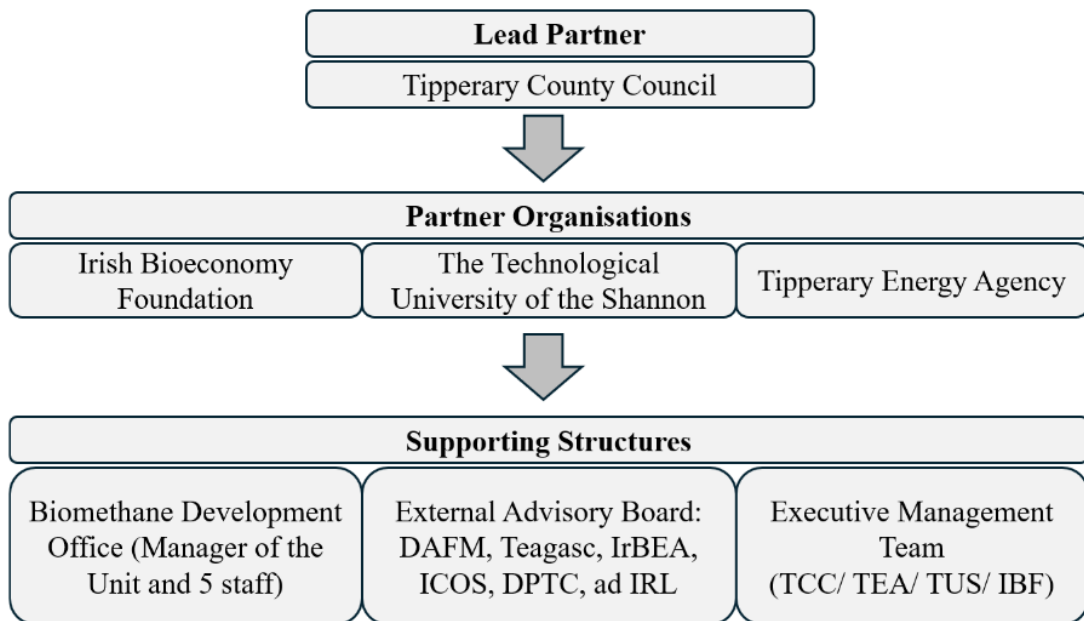 Lead Partner
Tipperary County Council
Partner Organisations
Irish Bioeconomy
Foundation
The Technological
University of the Shannon
Tipperary Energy Agency
Supporting Structures
Biomethane Development
Office (Manager of the
Unit and 5 staff)
External Advisory Board:
DAFM, Teagasc, IrBEA,
ICOS, DPTC, ad IRL
Executive Management
Team
(TCC/ TEA/ TUS/ IBF)